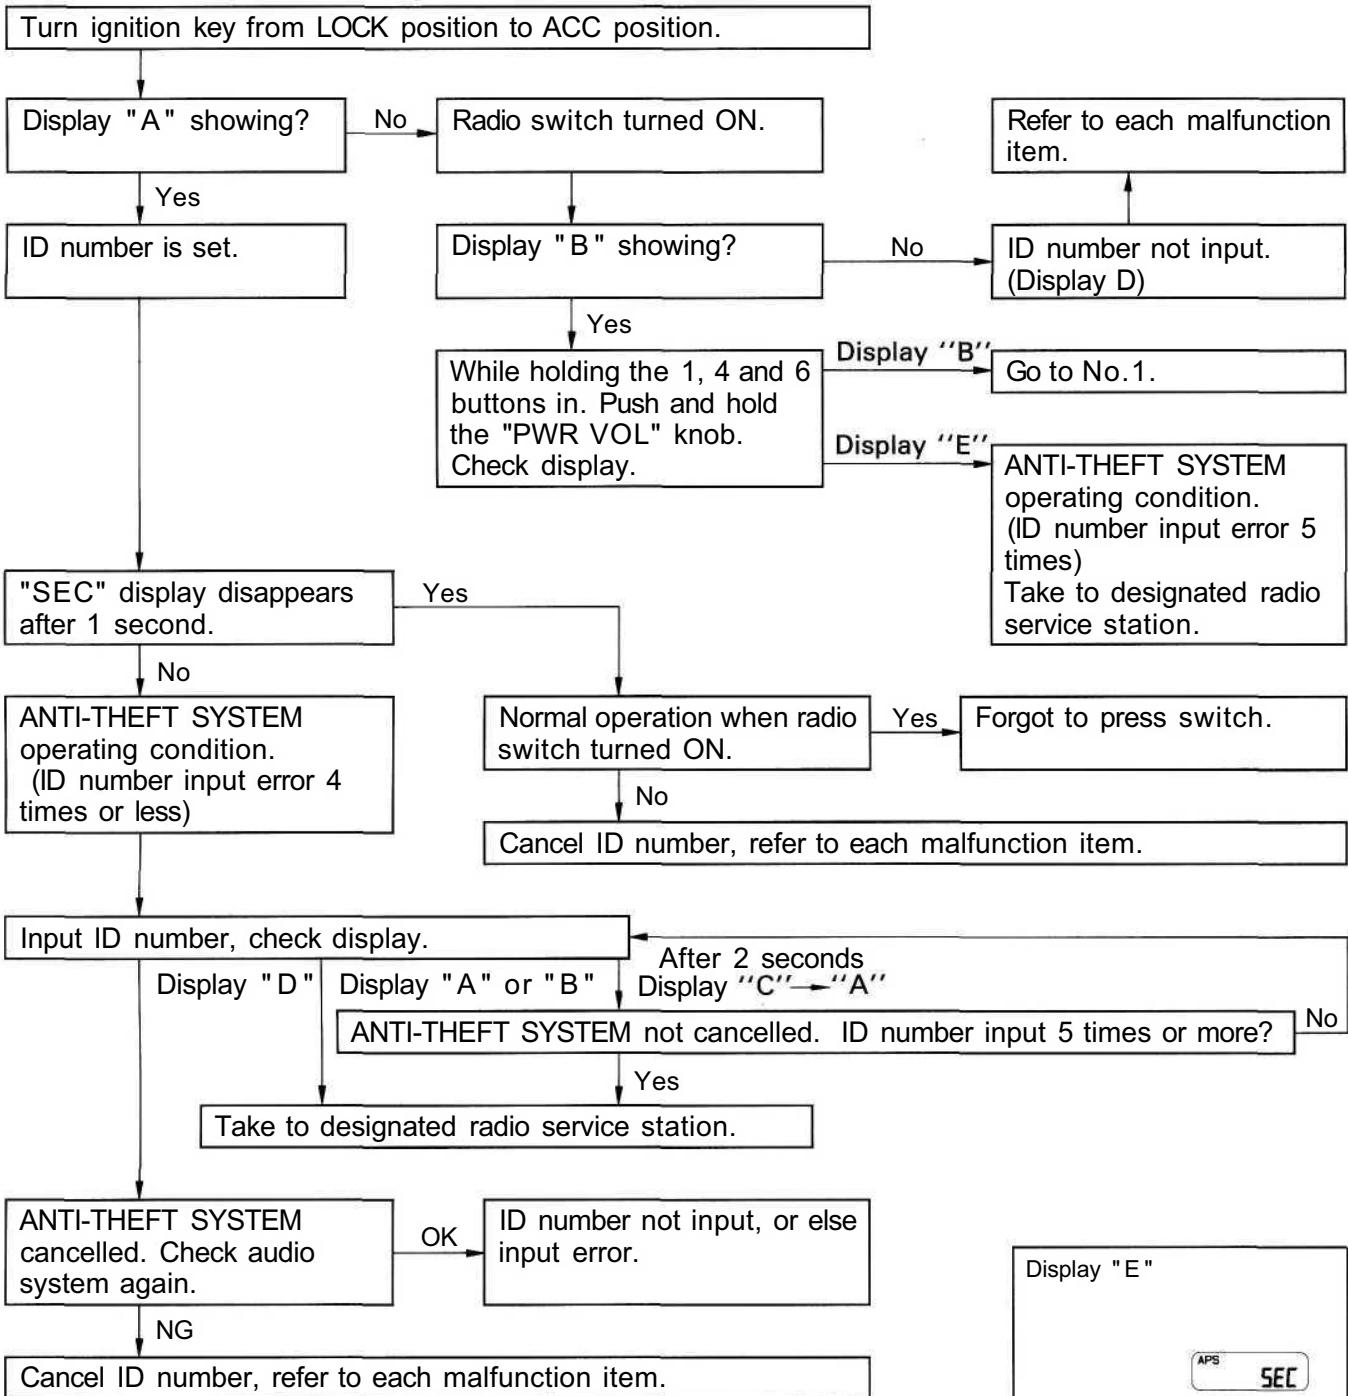 Turn ignition key from LOCK position to ACC position.
Display "A" showing?
No
Radio switch turned ON.
Refer to each malfunction
item.
Yes
ID number is set.
Display "B" showing?
No
ID number not input.
(Display D)
Yes
While holding the 1, 4 and 6
buttons in. Push and hold
the "PWR VOL" knob.
Check display.
Display ''B''
Go to No.1.
Display ''E''
ANTI-THEFT SYSTEM
operating condition.
(ID number input error 5
times)
Take to designated radio
service station.
"SEC" display disappears
after 1 second.
Yes
No
ANTI-THEFT SYSTEM
operating condition.
(ID number input error 4
times or less)
Normal operation when radio
switch turned ON.
Yes
Forgot to press switch.
No
Cancel ID number, refer to each malfunction item.
Input ID number, check display.
Display "D"
Display "A" or "B"
After 2 seconds
Display ''C''→''A''
ANTI-THEFT SYSTEM not cancelled. ID number input 5 times or more?
No
Yes
Take to designated radio service station.
ANTI-THEFT SYSTEM
cancelled. Check audio
system again.
OK
ID number not input, or else
input error.
NG
Cancel ID number, refer to each malfunction item.
Display "E"
APS
SEC